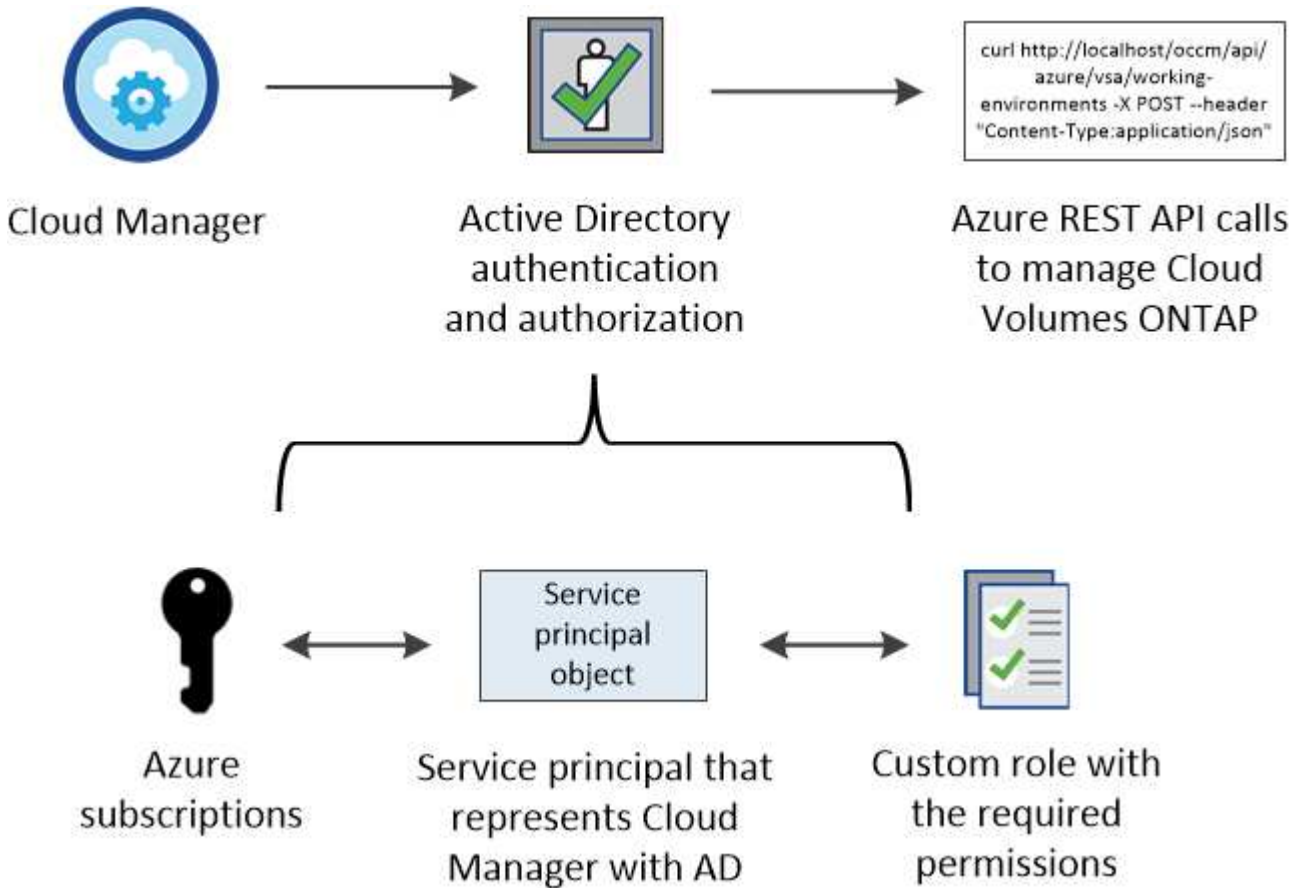 curl http://localhost/occm/api/
azure/vsa/working-
environments -X POST --header
"Content-Type:application/json"
Cloud Manager
Active Directory
authentication
and authorization
Azure REST API calls
to manage Cloud
Volumes ONTAP
Service
principal
object
Azure
subscriptions
Service principal that
represents Cloud
Manager with AD
Custom role with
the required
permissions